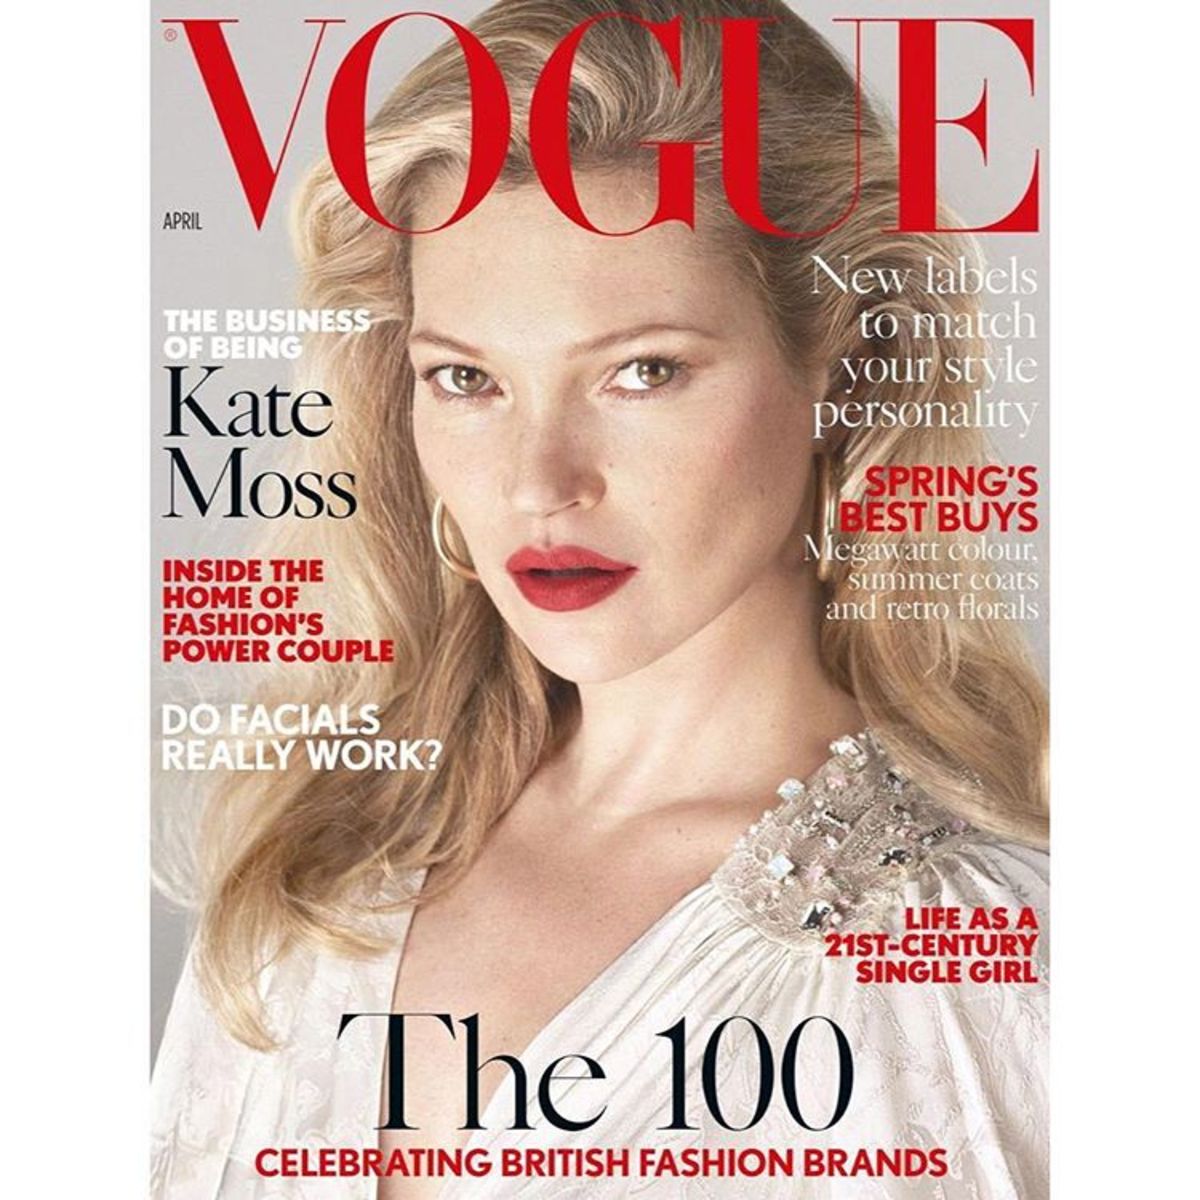 ®
VOGUE
APRIL
THE BUSINESS
OF BEING
Kate
Moss
INSIDE THE
HOME OF
FASHION'S
POWER COUPLE
DO FACIALS
REALLY WORK?
New labels
to match
your style
personality
SPRING'S
BEST BUYS
Megawatt colour,
summer coats
and retro florals
LIFE AS A
21ST-CENTURY
SINGLE GIRL
The 100
CELEBRATING BRITISH FASHION BRANDS